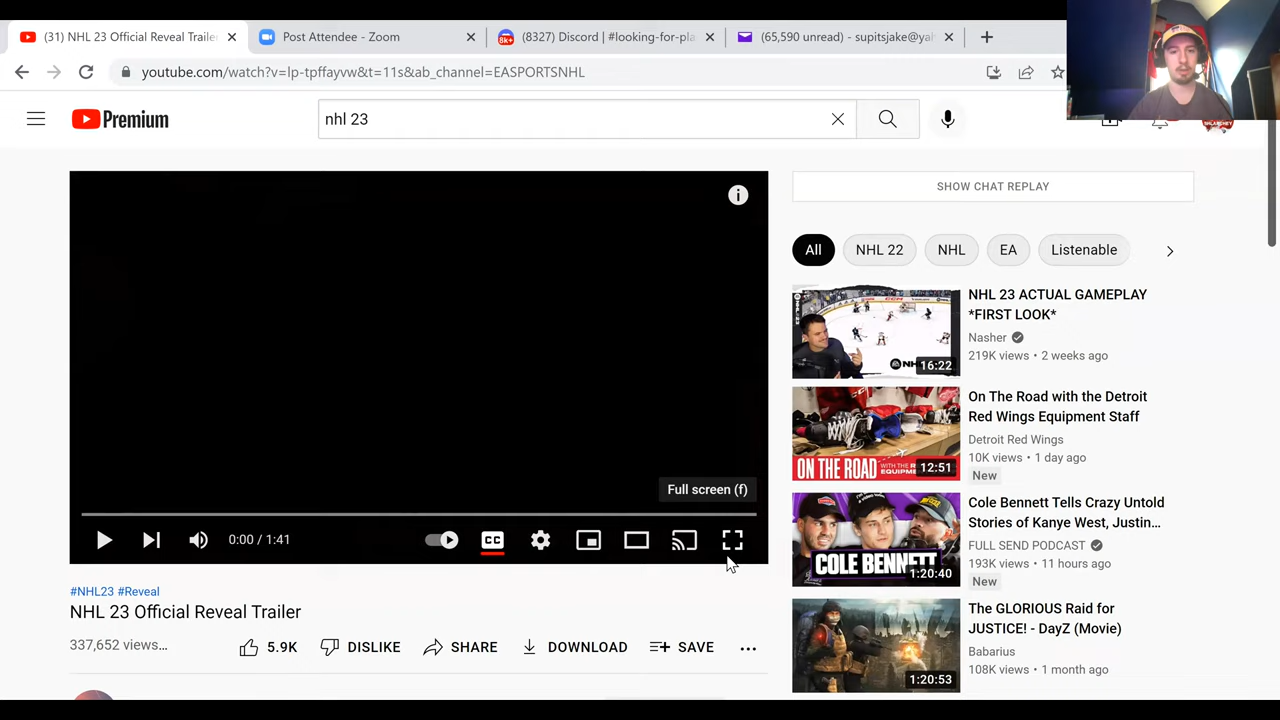 (31) NHL 23 Official Reveal Traile
Post Attendee - Zoom
8k+
(8327) Discord | #looking-for-pla
(65,590 unread) - supitsjake@yah
youtube.com/watch?v=lp-tpffayvw&t=11s&ab_channel=EASPORTSNHL
Premium
nhl 23
SHOW CHAT REPLAY
All
NHL 22
NHL
EA
Listenable
NHL 23 ACTUAL GAMEPLAY
*FIRST LOOK*
Nasher
219K views • 2 weeks ago
16:22
On The Road with the Detroit
Red Wings Equipment Staff
Detroit Red Wings
10K views • 1 day ago
New
ON THE ROAD
12:51
Full screen (f)
0:00 / 1:41
CC
Cole Bennett Tells Crazy Untold
Stories of Kanye West, Justin...
FULL SEND PODCAST
193K views • 11 hours ago
New
COLE BENNETT
1:20:40
#NHL23 #Reveal
NHL 23 Official Reveal Trailer
337,652 views...
5.9K
DISLIKE
SHARE
DOWNLOAD
SAVE
The GLORIOUS Raid for
JUSTICE! - DayZ (Movie)
Babarius
108K views • 1 month ago
1:20:53